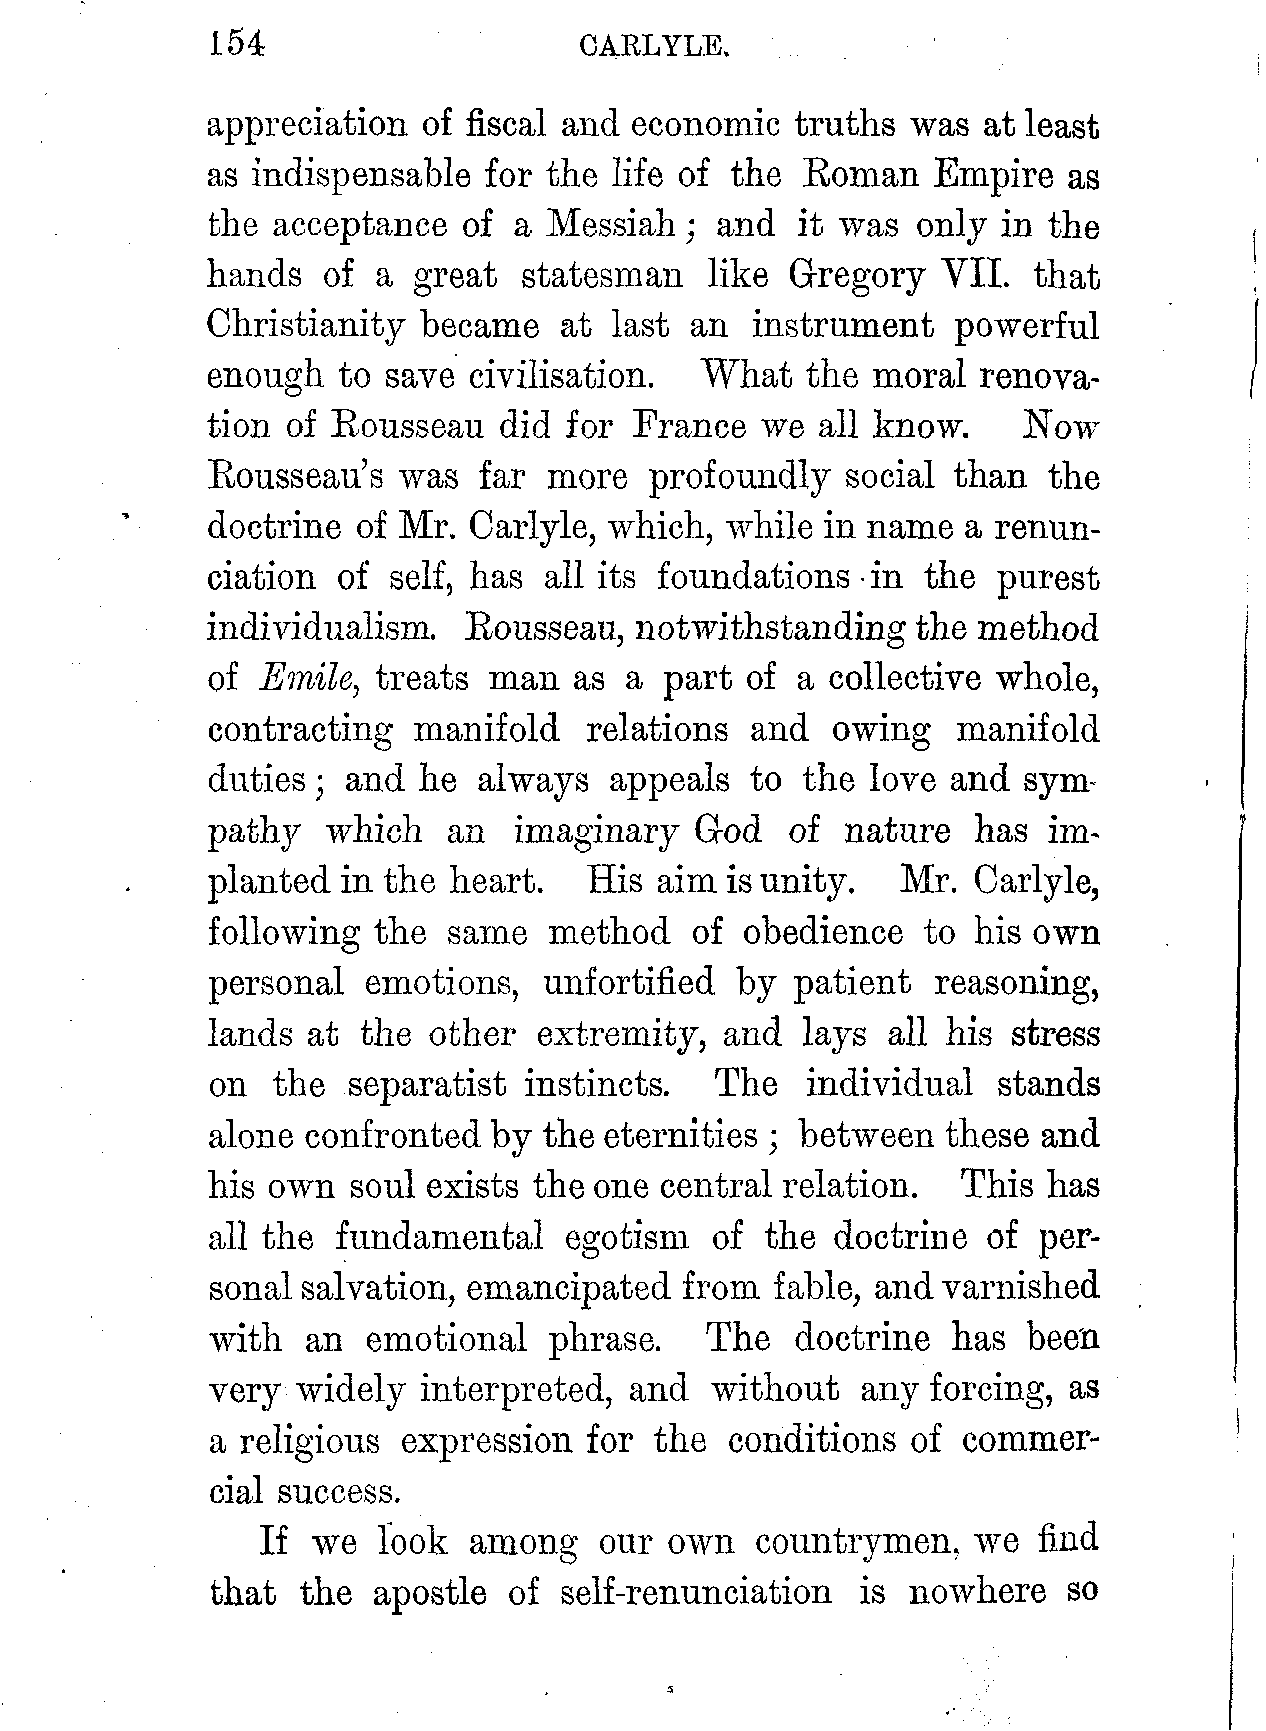 154 CARLYLE.
appreciation of fiscal and economic truths was at least
as indispensable for the life of the Roman Empire as
the acceptance of a Messiah ; and it was only in the
hands of a great statesman like Gregory VII. that
Christianity became at last an instrument powerful
enough to save civilisation. What the moral renova-
tion of Rousseau did for France we all know. Now
Rousseau's was far more profoundly social than the
doctrine of Mr. Carlyle, which, while in name a renun-
ciation of self, has all its foundations in the purest
individualism. Rousseau, notwithstanding the method
of Emile, treats man as a part of a collective whole,
contracting manifold relations and owing manifold
duties ; and he always appeals to the love and sym-
pathy which an imaginary God of nature has im-
planted in the heart. His aim is unity. Mr. Carlyle,
following the same method of obedience to his own
personal emotions, unfortified by patient reasoning,
lands at the other extremity, and lays all his stress
on the separatist instincts. The individual stands
alone confronted by the eternities ; between these and
his own soul exists the one central relation. This has
all the fundamental egotism of the doctrine of per-
sonal salvation, emancipated from fable, and varnished
with an emotional phrase. The doctrine has been
very widely interpreted, and without any forcing, as
a religious expression for the conditions of commer-
cial success.
If we look among our own countrymen, we find
that the apostle of self-renunciation is nowhere so